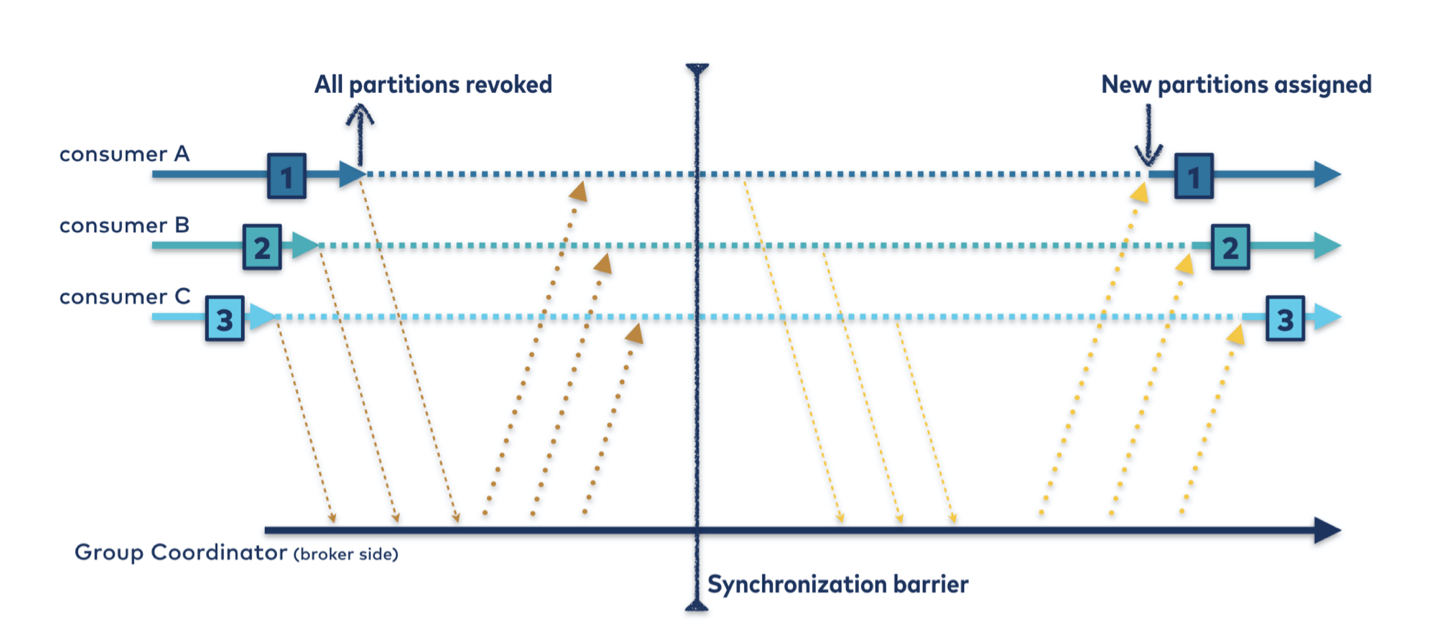 All partitions revoked
New partitions assigned
consumer A
1
1
consumer B
2
2
consumer C
3
3
Group Coordinator (broker side)
Synchronization barrier